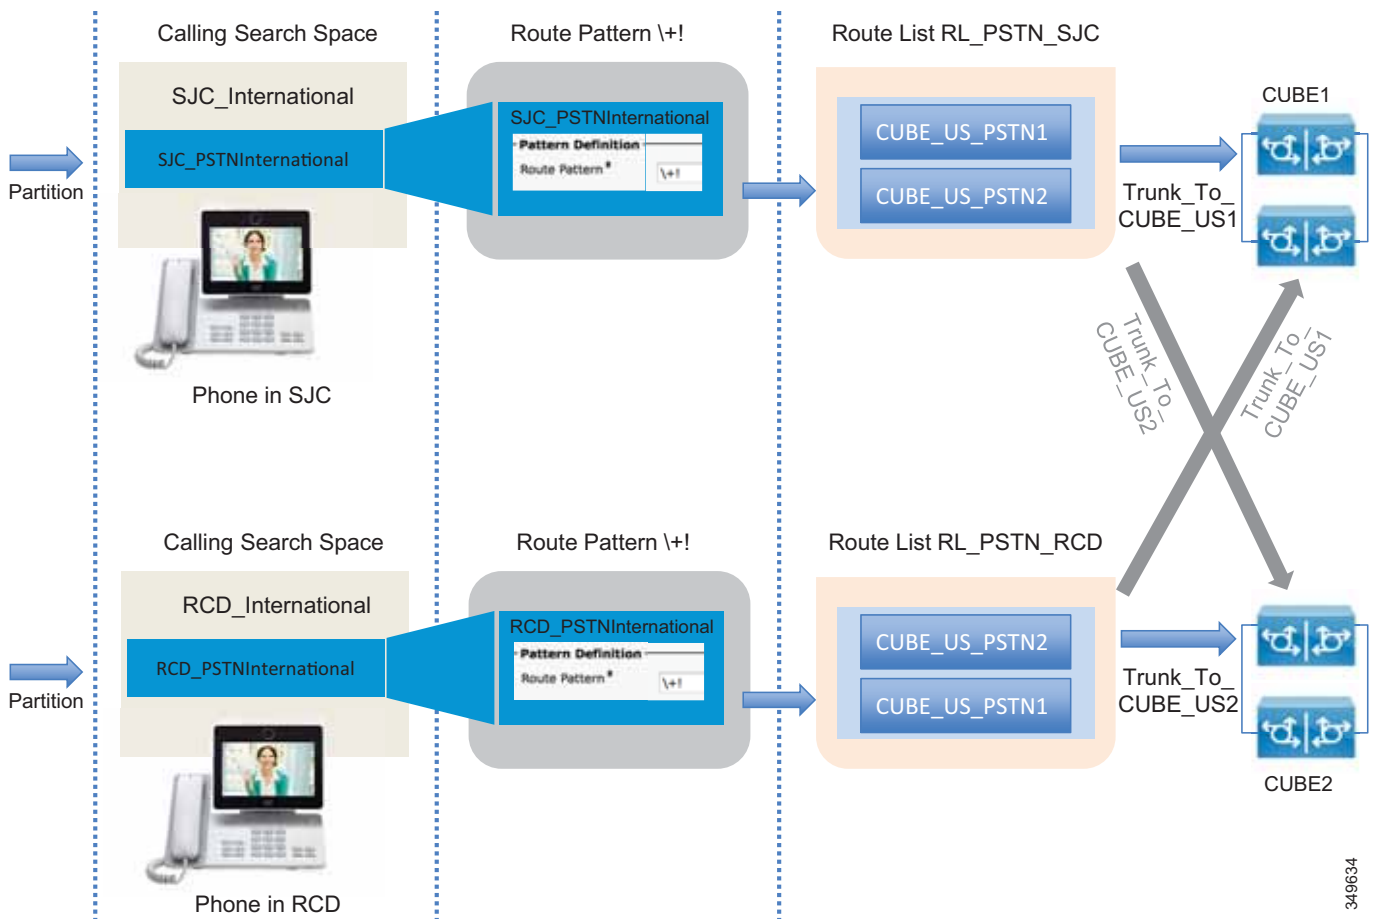 Calling Search Space
Route Pattern \+!
Route List RL_PSTN_SJC
SJC_International
SJC_PSTNInternational
SJC_PSTNInternational
Pattern Definition
Route Pattern*
\+!
CUBE_US_PSTN1
CUBE_US_PSTN2
CUBE1
Partition
Trunk_To_
CUBE_US1
Phone in SJC
Trunk_To_
CUBE_US2
Trunk_To_
CUBE_US1
Calling Search Space
Route Pattern \+!
Route List RL_PSTN_RCD
RCD_International
RCD_PSTNInternational
RCD_PSTNInternational
Pattern Definition
Route Pattern*
\+!
CUBE_US_PSTN2
CUBE_US_PSTN1
Partition
Trunk_To_
CUBE_US2
CUBE2
Phone in RCD
349634